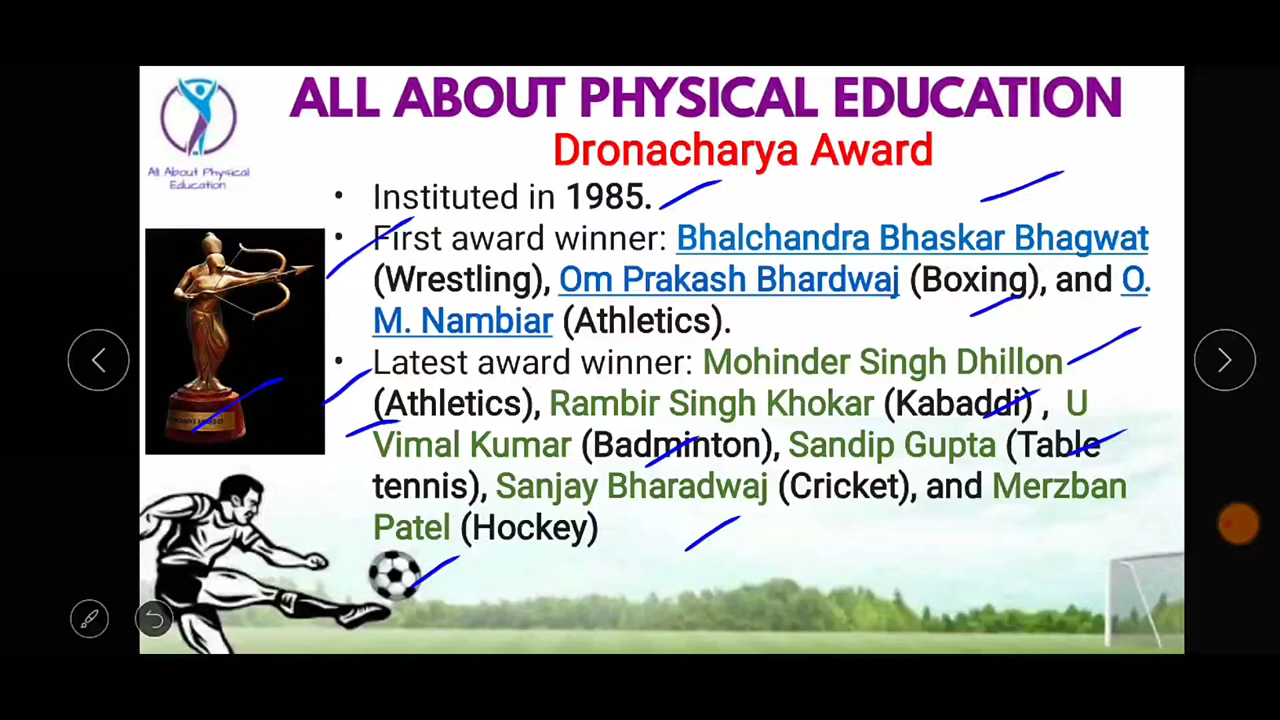 ALL ABOUT PHYSICAL EDUCATION
All About Physical
Education
Dronacharya Award
• Instituted in 1985.
• First award winner: Bhalchandra Bhaskar Bhagwat
(Wrestling), Om Prakash Bhardwaj (Boxing), and O.
M. Nambiar (Athletics).
• Latest award winner: Mohinder Singh Dhillon
(Athletics), Rambir Singh Khokar (Kabaddi) , U
Vimal Kumar (Badminton), Sandip Gupta (Table
tennis), Sanjay Bharadwaj (Cricket), and Merzban
Patel (Hockey)